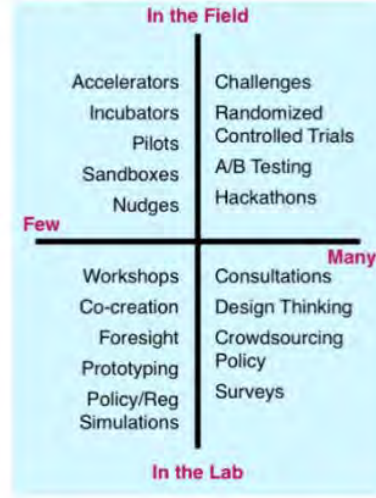 In the Field
Accelerators
Incubators
Pilots
Sandboxes
Nudges
Challenges
Randomized
Controlled Trials
A/B Testing
Hackathons
Few
Many
Workshops
Co-creation
Foresight
Prototyping
Policy/Reg
Simulations
Consultations
Design Thinking
Crowdsourcing
Policy
Surveys
In the Lab